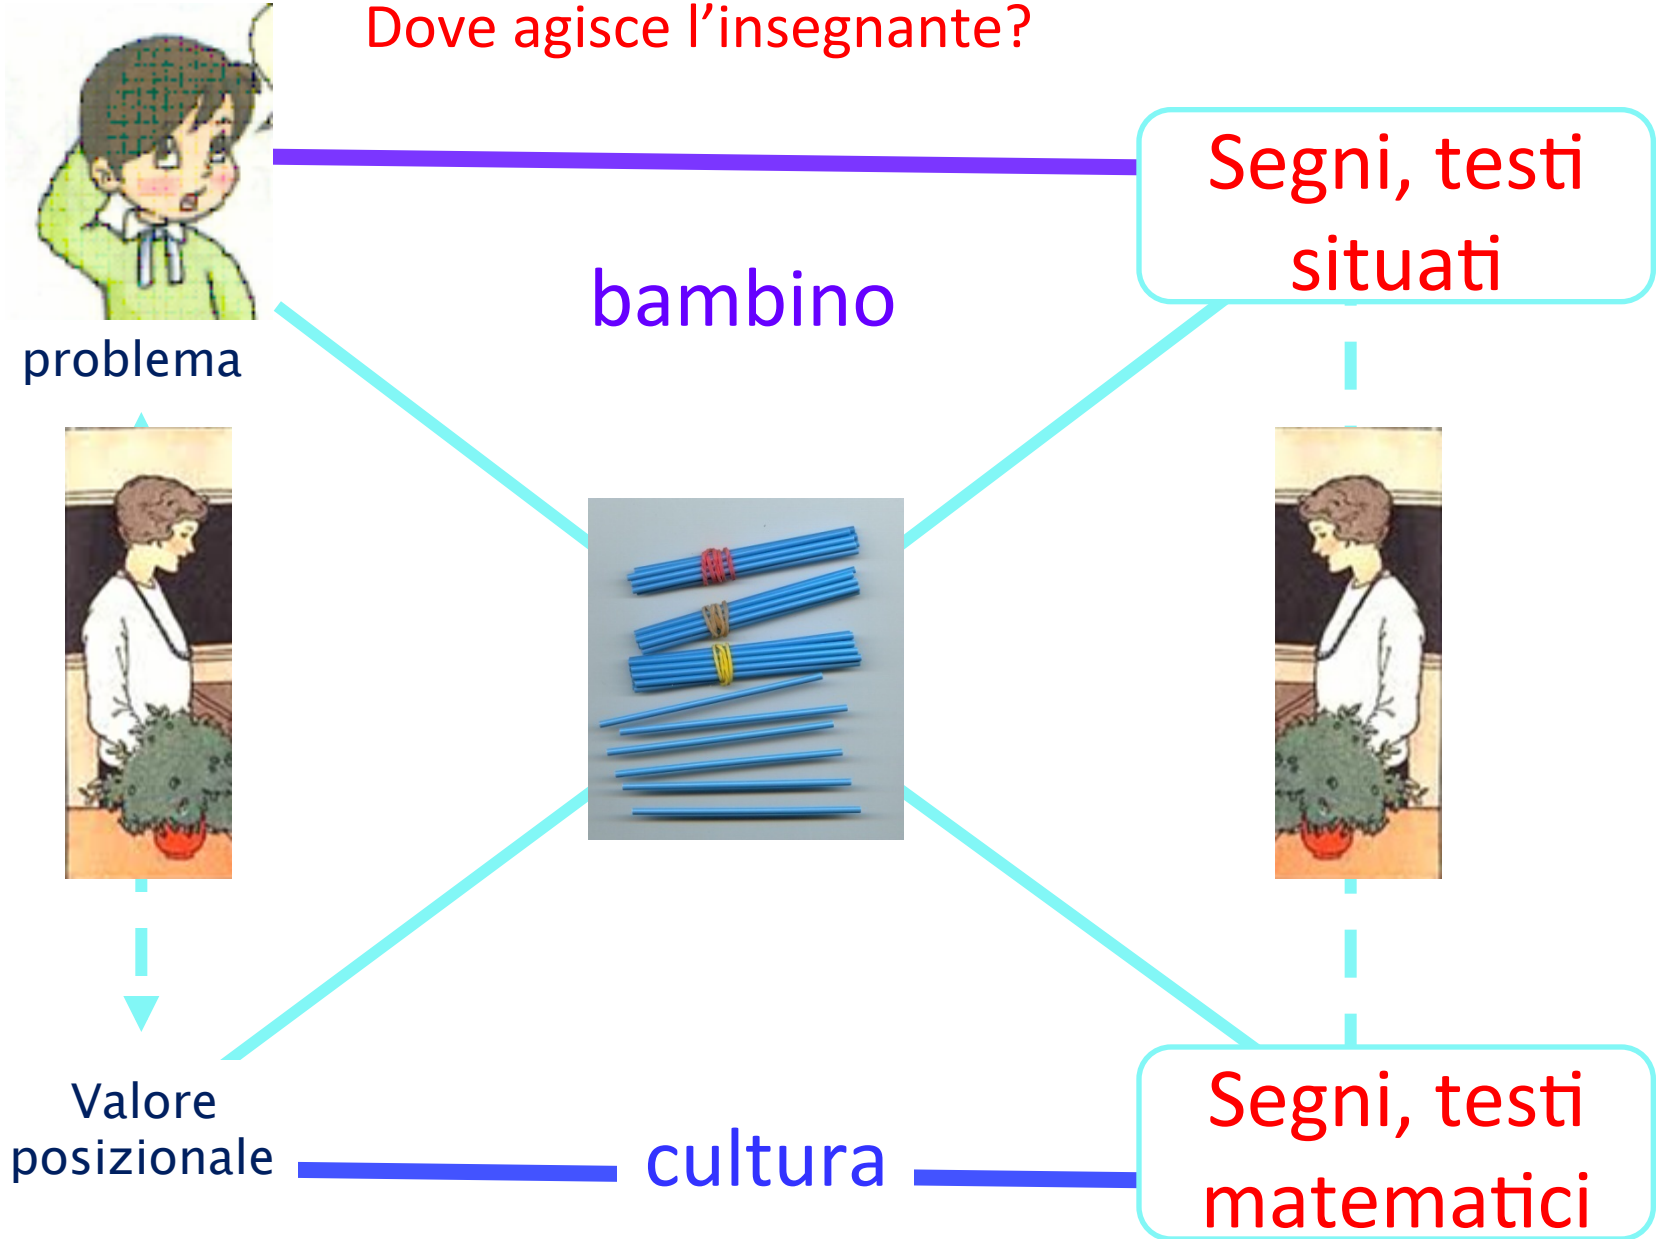 Dove agisce l’insegnante?
Segni, testi
situati
bambino
problema
Valore
posizionale
cultura
Segni, testi
matematici